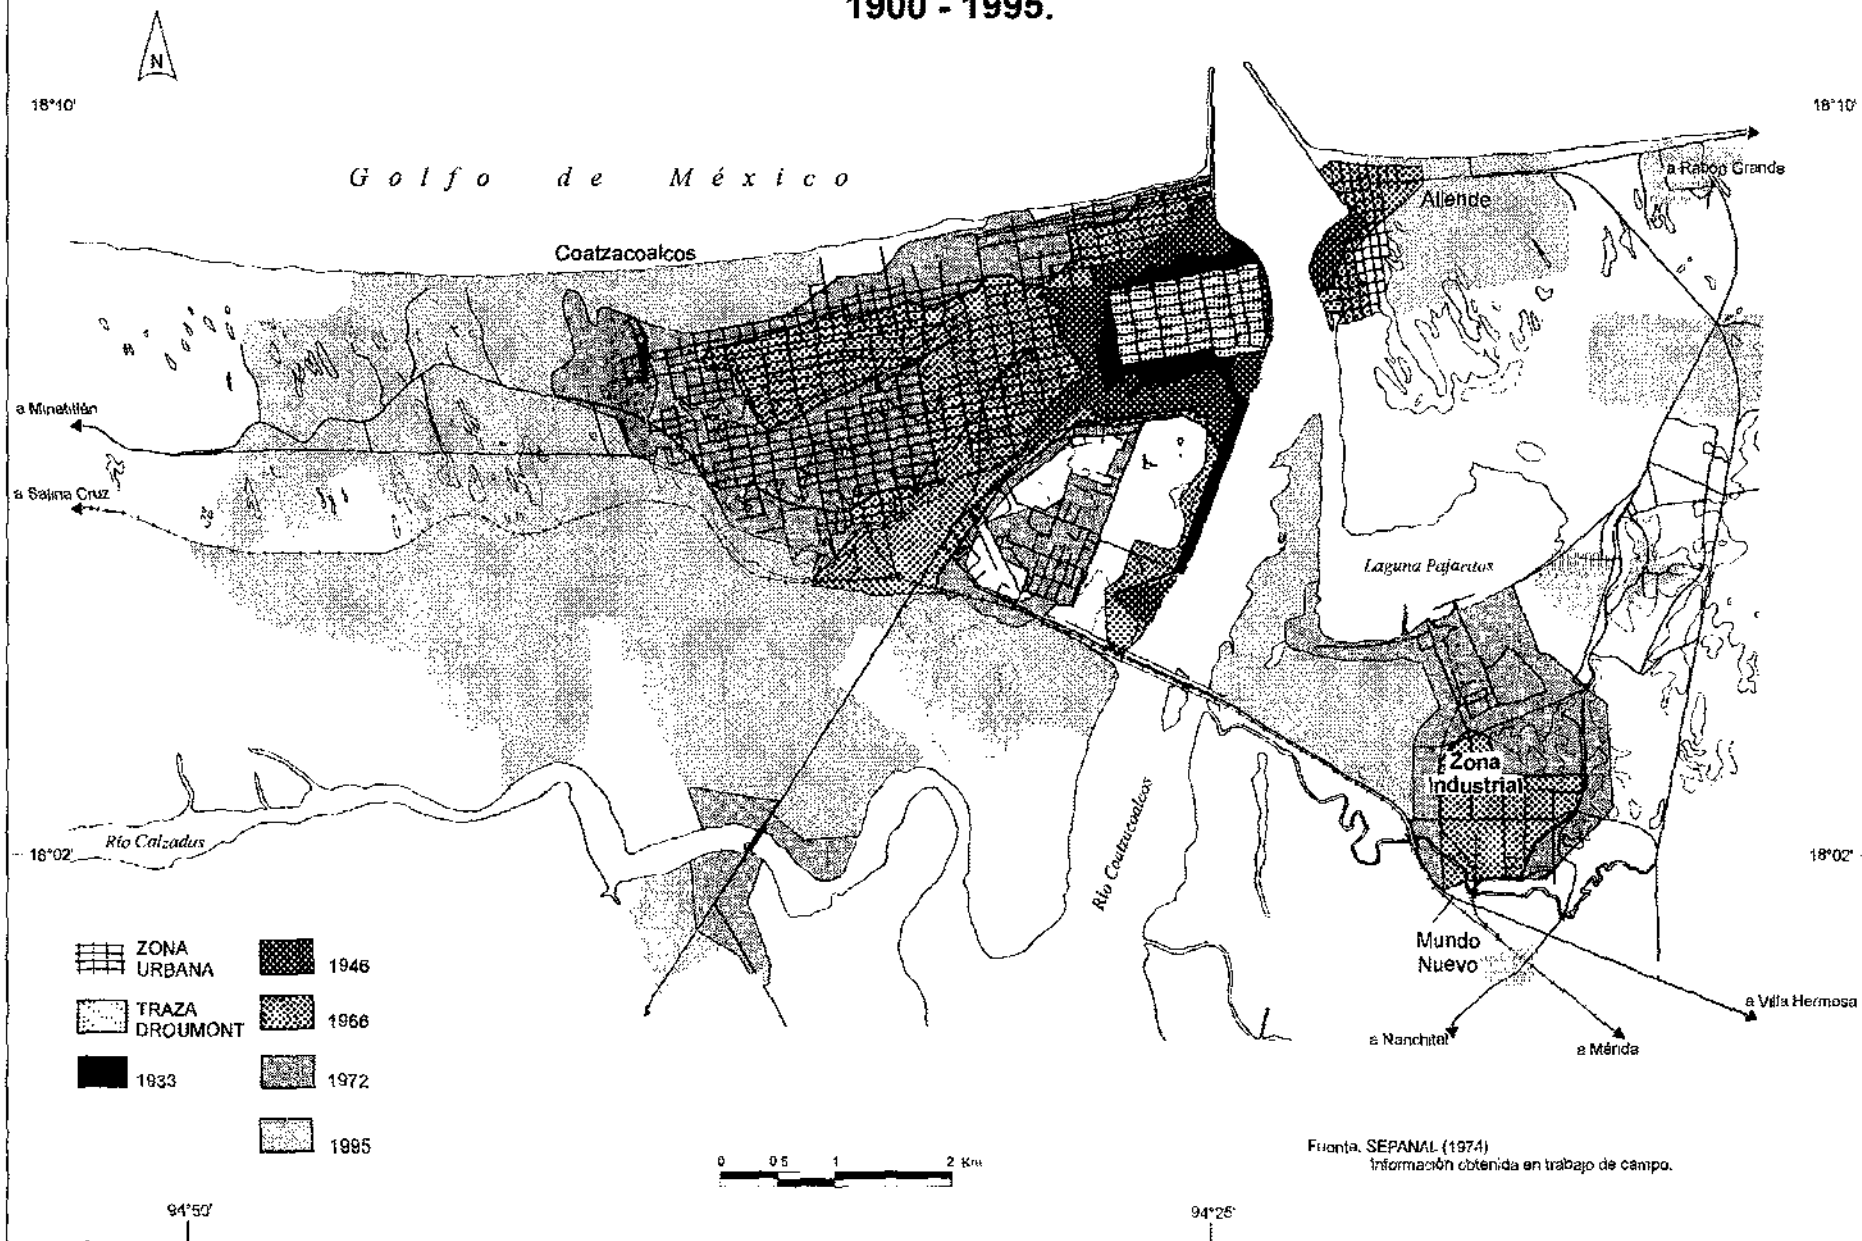 1900 - 1995.
N
18°10'
18°10'
Golfo de México
a Rabon Grande
Allende
Coatzacoalcos
a Minatitlán
a Salina Cruz
Laguna Pajaritos
Zona
Industrial
Río Calzadas
Río Coatzacoalcos
18°02'
18°02'
Mundo
Nuevo
a Villa Hermosa
a Nanchital
a Mérida
ZONA
URBANA
TRAZA
DROUMONT
1933
1946
1966
1972
1995
0 0.5 1 2 Km
Fuente. SEPANAL (1974)
Información obtenida en trabajo de campo.
94°50'
94°25'